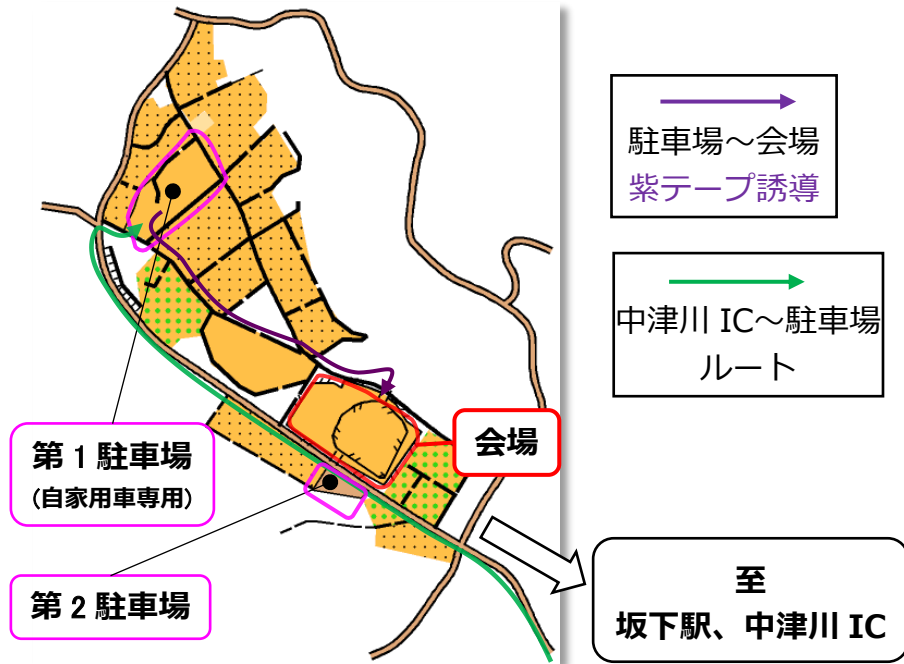 駐車場～会場
紫テープ誘導
中津川 IC～駐車場
ルート
第1駐車場
(自家用車専用)
会場
第2駐車場
至
坂下駅、中津川 IC